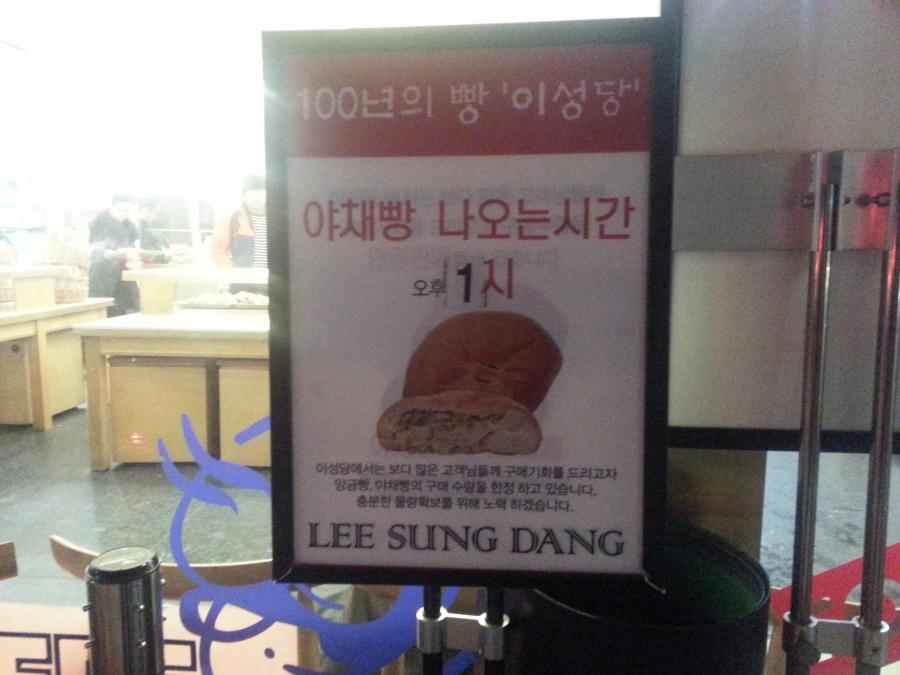 100년의 빵 '이성당'
야채빵 나오는시간
오후 1시
이성당에서는 보다 많은 고객님들께 구매기회를 드리고자
앙금빵, 야채빵의 구매 수량을 한정 하고 있습니다.
충분한 물량확보를 위해 노력 하겠습니다.
LEE SUNG DANG